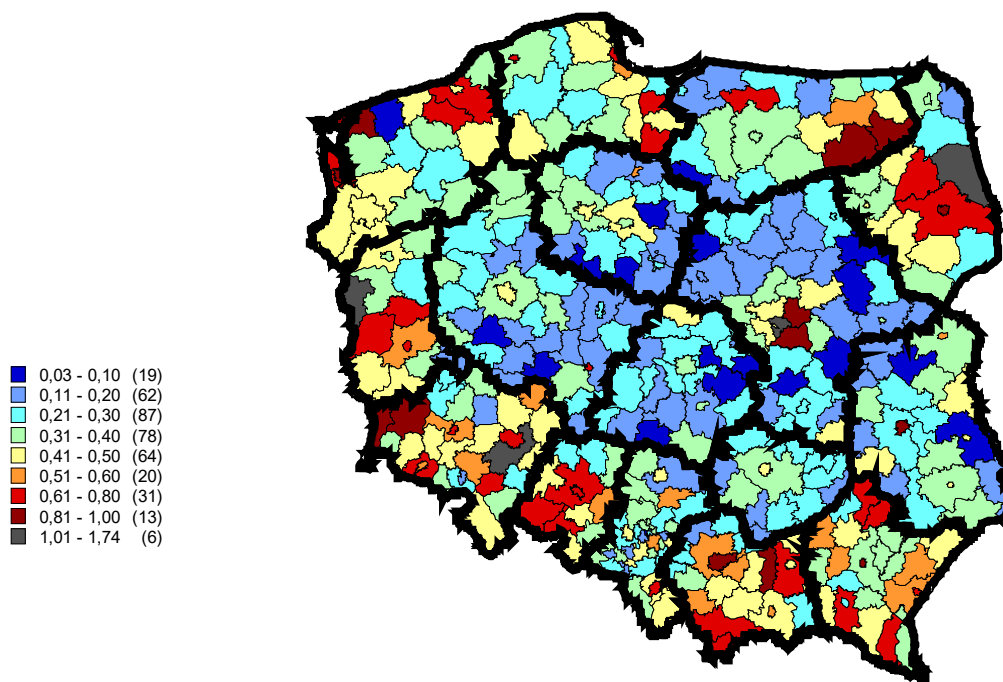 0,03 - 0,10 (19)
0,11 - 0,20 (62)
0,21 - 0,30 (87)
0,31 - 0,40 (78)
0,41 - 0,50 (64)
0,51 - 0,60 (20)
0,61 - 0,80 (31)
0,81 - 1,00 (13)
1,01 - 1,74 (6)